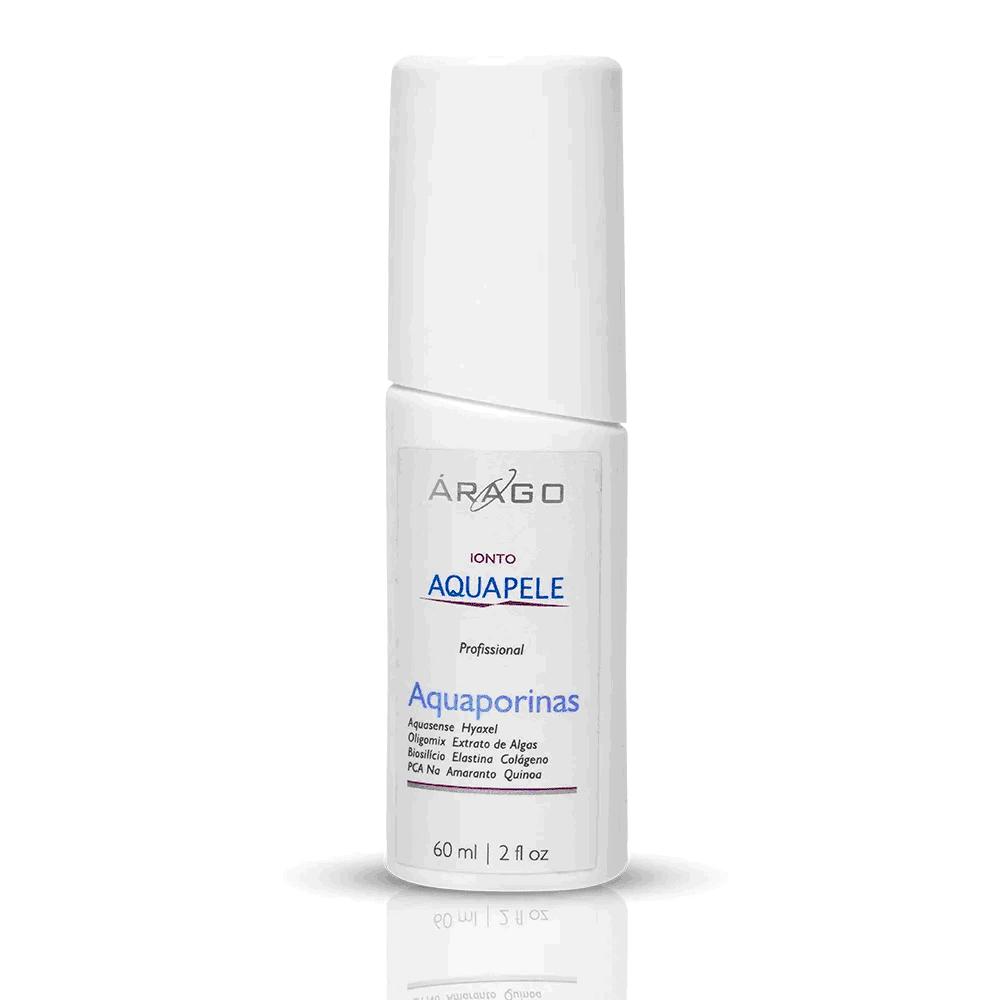 ÁRAGO
IONTO
AQUAPELE
Profissional
Aquaporinas
Aquasense Hyaxel
Oligomix Extrato de Algas
Biosilício Elastina Colágeno
PCA Na Amaranto Quinoa
60 ml | 2 fl oz